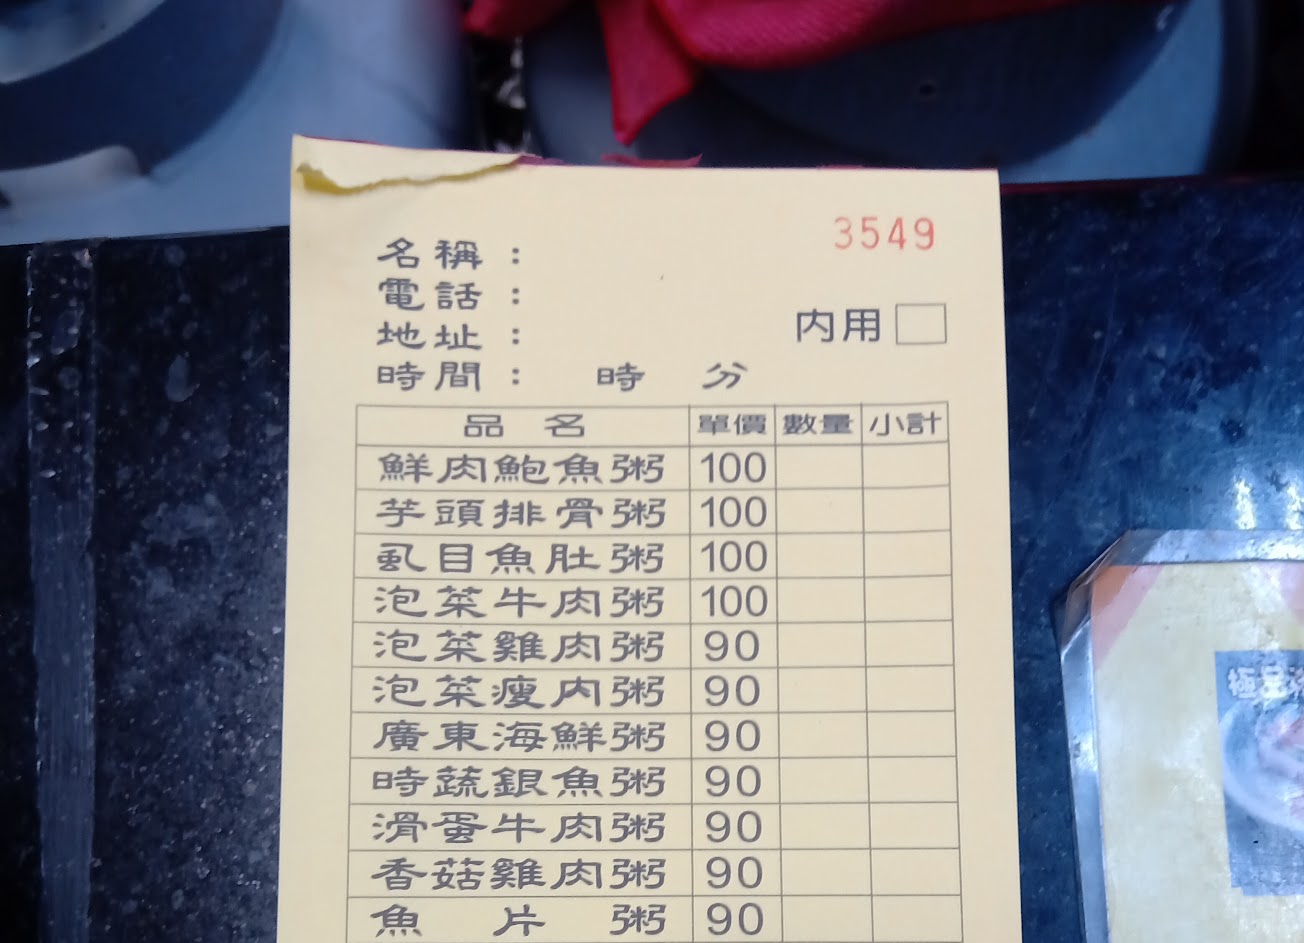 3549
名稱：
電話：
地址：
內用
時間： 時 分
品名 單價 數量 小計
鮮肉鮑魚粥 100
芋頭排骨粥 100
虱目魚肚粥 100
泡菜牛肉粥 100
泡菜雞肉粥 90
泡菜瘦肉粥 90
廣東海鮮粥 90
時蔬銀魚粥 90
滑蛋牛肉粥 90
香菇雞肉粥 90
魚片粥 90
極品